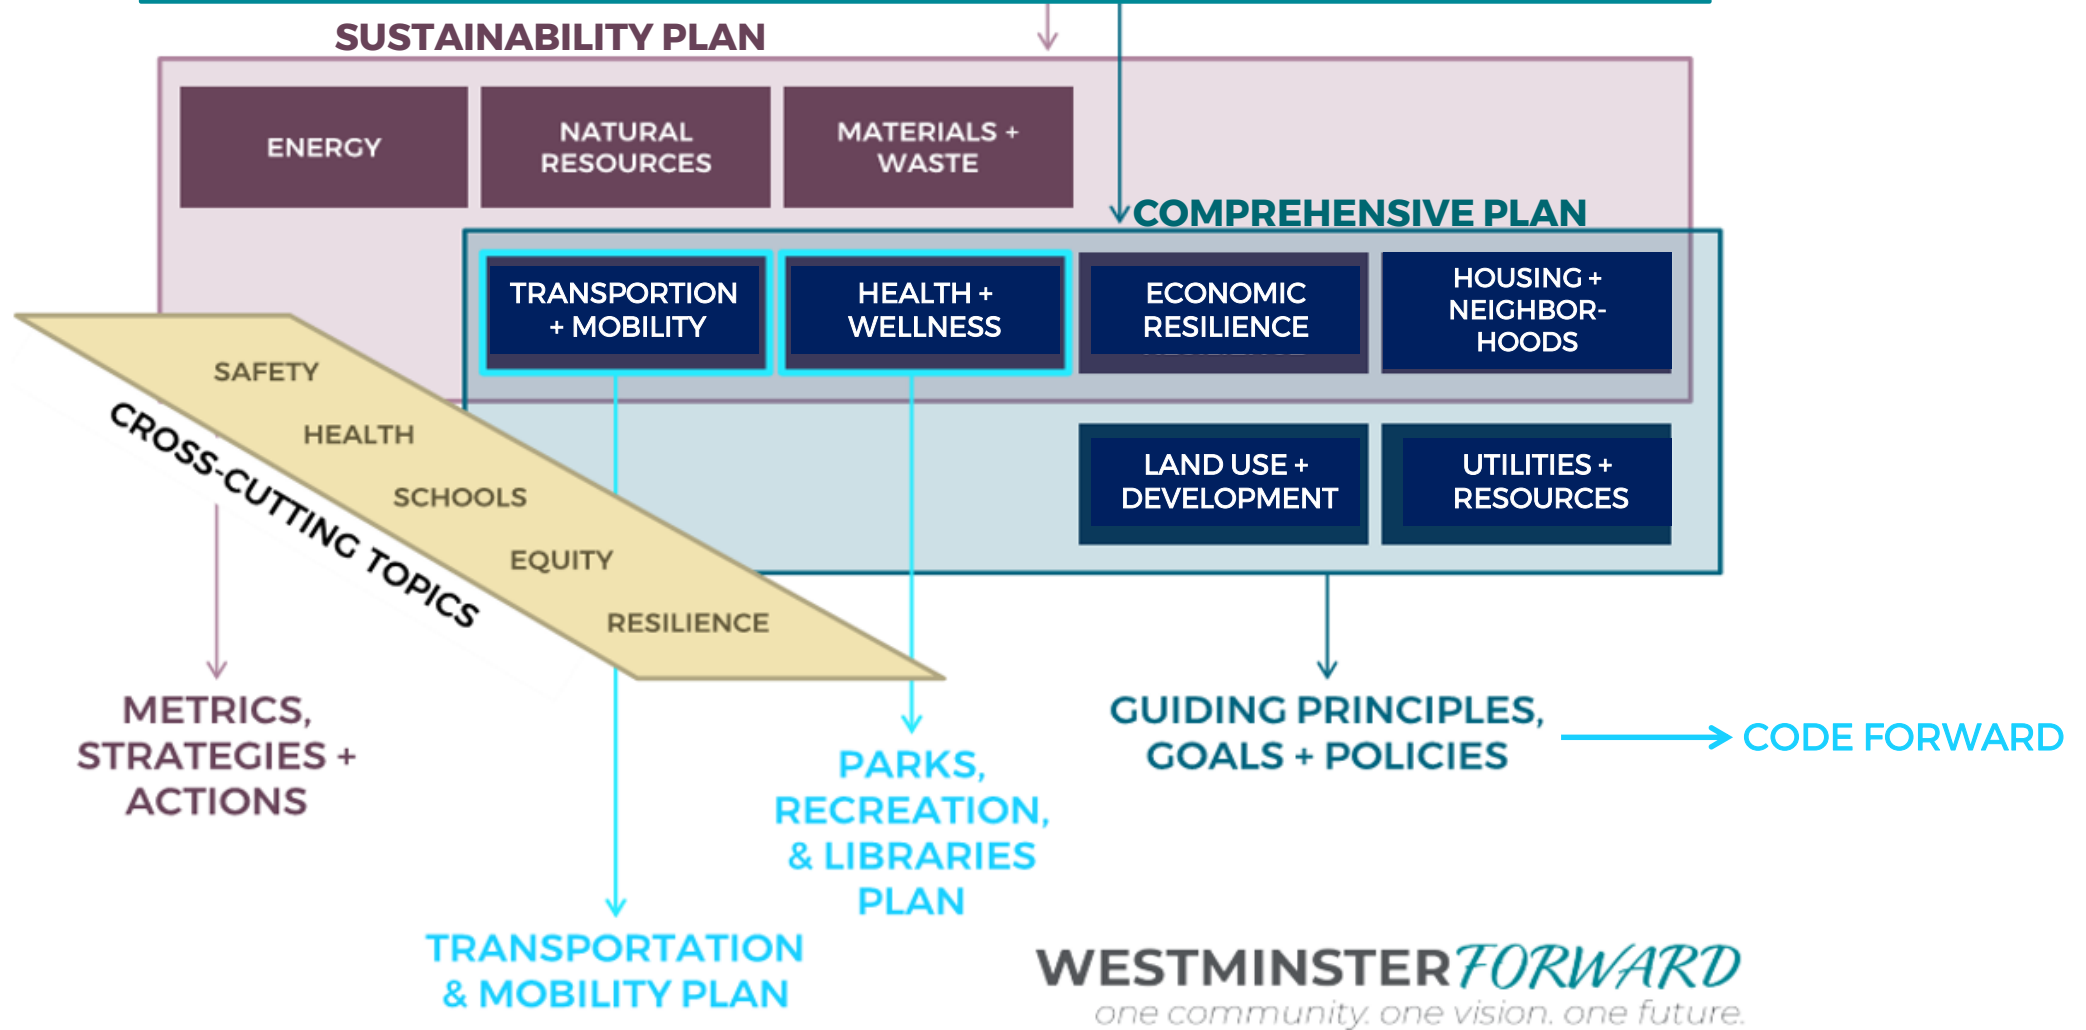 SUSTAINABILITY PLAN
ENERGY
NATURAL
RESOURCES
MATERIALS +
WASTE
COMPREHENSIVE PLAN
TRANSPORTION
+ MOBILITY
HEALTH +
WELLNESS
ECONOMIC
RESILIENCE
HOUSING +
NEIGHBOR-
HOODS
LAND USE +
DEVELOPMENT
UTILITIES +
RESOURCES
SAFETY
HEALTH
SCHOOLS
EQUITY
RESILIENCE
CROSS-CUTTING TOPICS
METRICS,
STRATEGIES +
ACTIONS
TRANSPORTATION
& MOBILITY PLAN
PARKS,
RECREATION,
& LIBRARIES
PLAN
GUIDING PRINCIPLES,
GOALS + POLICIES
CODE FORWARD
WESTMINSTER FORWARD
one community. one vision. one future.